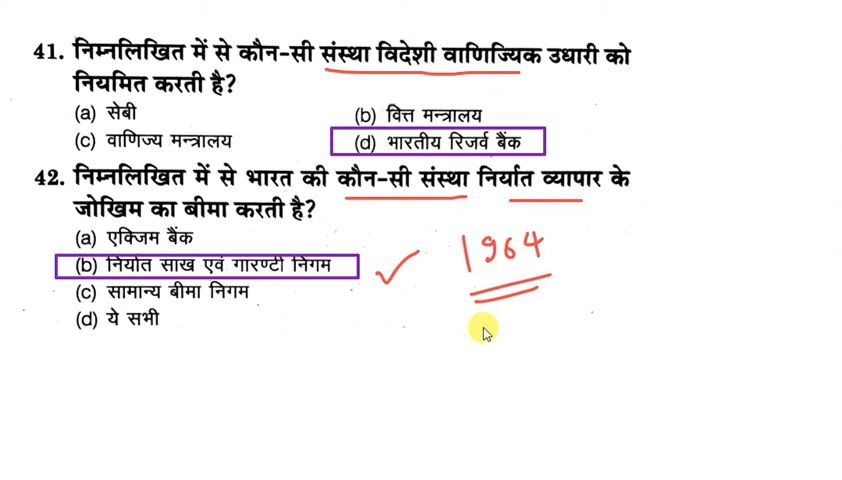 41. निम्नलिखित में से कौन-सी संस्था विदेशी वाणिज्यिक उधारी को
नियमित करती है?
(a) सेबी
(b) वित्त मन्त्रालय
(c) वाणिज्य मन्त्रालय
(d) भारतीय रिजर्व बैंक
42. निम्नलिखित में से भारत की कौन-सी संस्था निर्यात व्यापार के
जोखिम का बीमा करती है?
(a) एक्जिम बैंक
(b) निर्यात साख एवं गारण्टी निगम
1964
(c) सामान्य बीमा निगम
(d) ये सभी